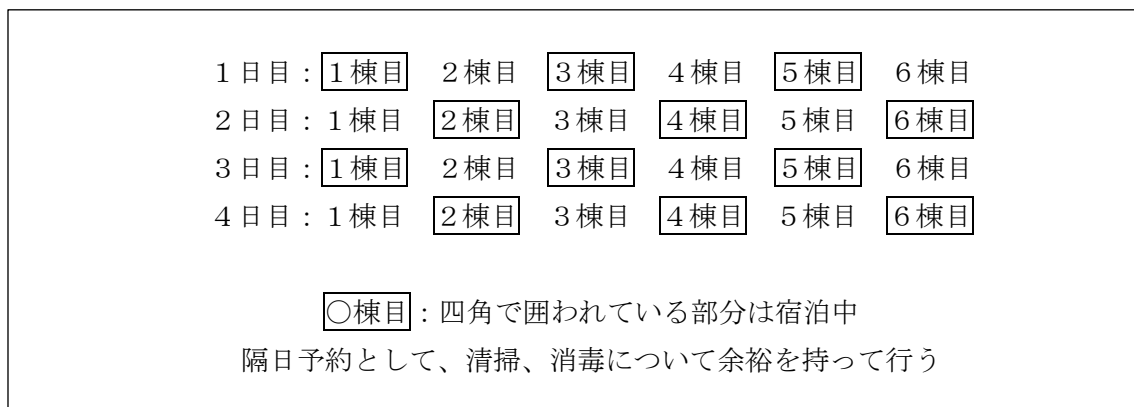 １日目：１棟目　２棟目　３棟目　４棟目　５棟目　６棟目
２日目：１棟目　２棟目　３棟目　４棟目　５棟目　６棟目
３日目：１棟目　２棟目　３棟目　４棟目　５棟目　６棟目
４日目：１棟目　２棟目　３棟目　４棟目　５棟目　６棟目
○棟目：四角で囲われている部分は宿泊中
隔日予約として、清掃、消毒について余裕を持って行う